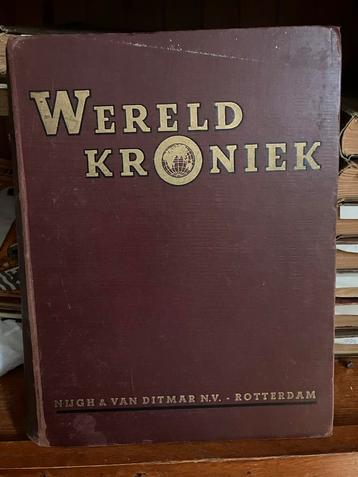 WERELD
KRONIEK
NIJGH & VAN DITMAR N.V. - ROTTERDAM